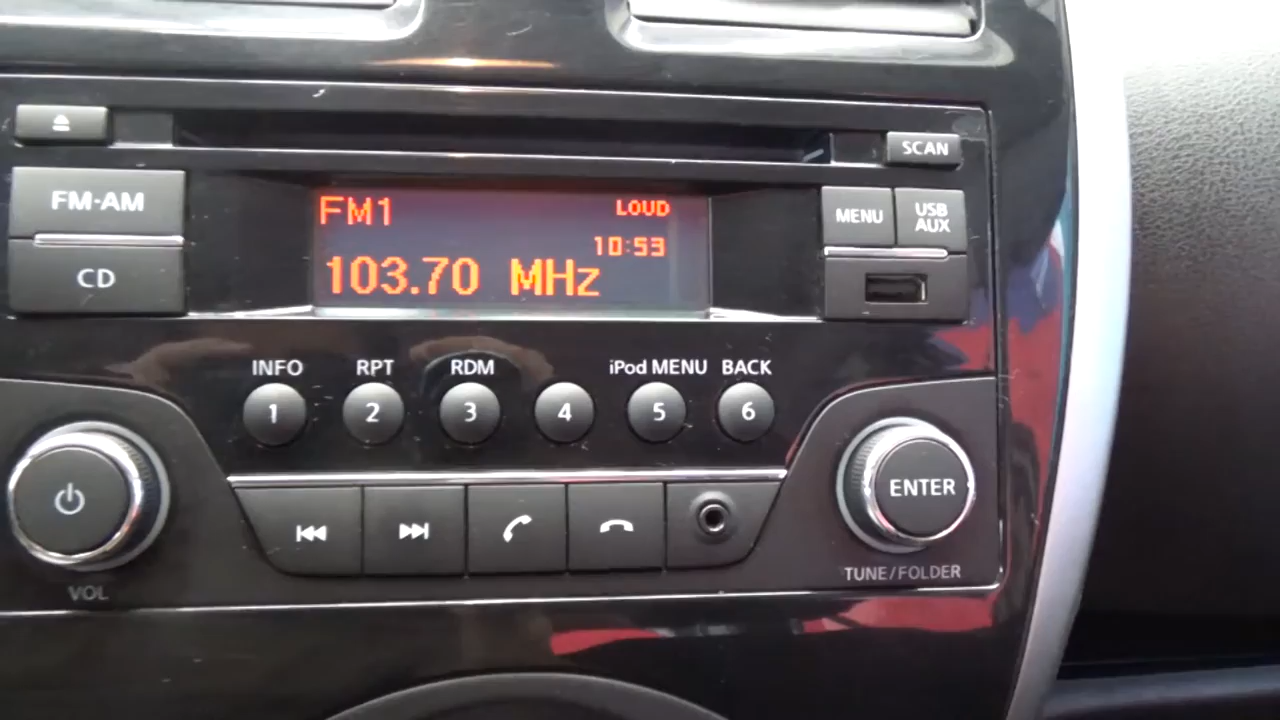 SCAN
FM·AM
CD
FM1
LOUD
10:53
103.70 MHz
MENU
USB
AUX
INFO
RPT
RDM
iPod MENU
BACK
1
2
3
4
5
6
ENTER
VOL
TUNE/FOLDER